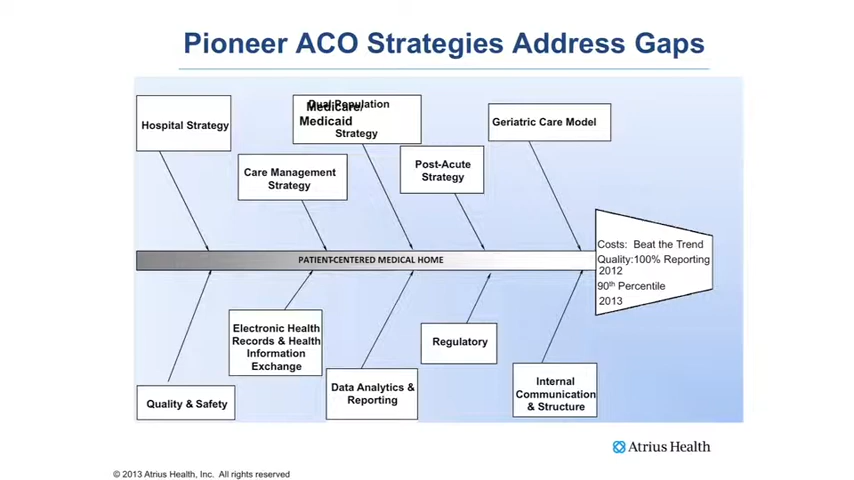 Pioneer ACO Strategies Address Gaps
Hospital Strategy
Dual Population
Medicare/
Medicaid
Strategy
Geriatric Care Model
Care Management
Strategy
Post-Acute
Strategy
PATIENT-CENTERED MEDICAL HOME
Costs: Beat the Trend
Quality:100% Reporting
2012
90th Percentile
2013
Electronic Health
Records & Health
Information
Exchange
Regulatory
Quality & Safety
Data Analytics &
Reporting
Internal
Communication
& Structure
Atrius Health
© 2013 Atrius Health, Inc. All rights reserved